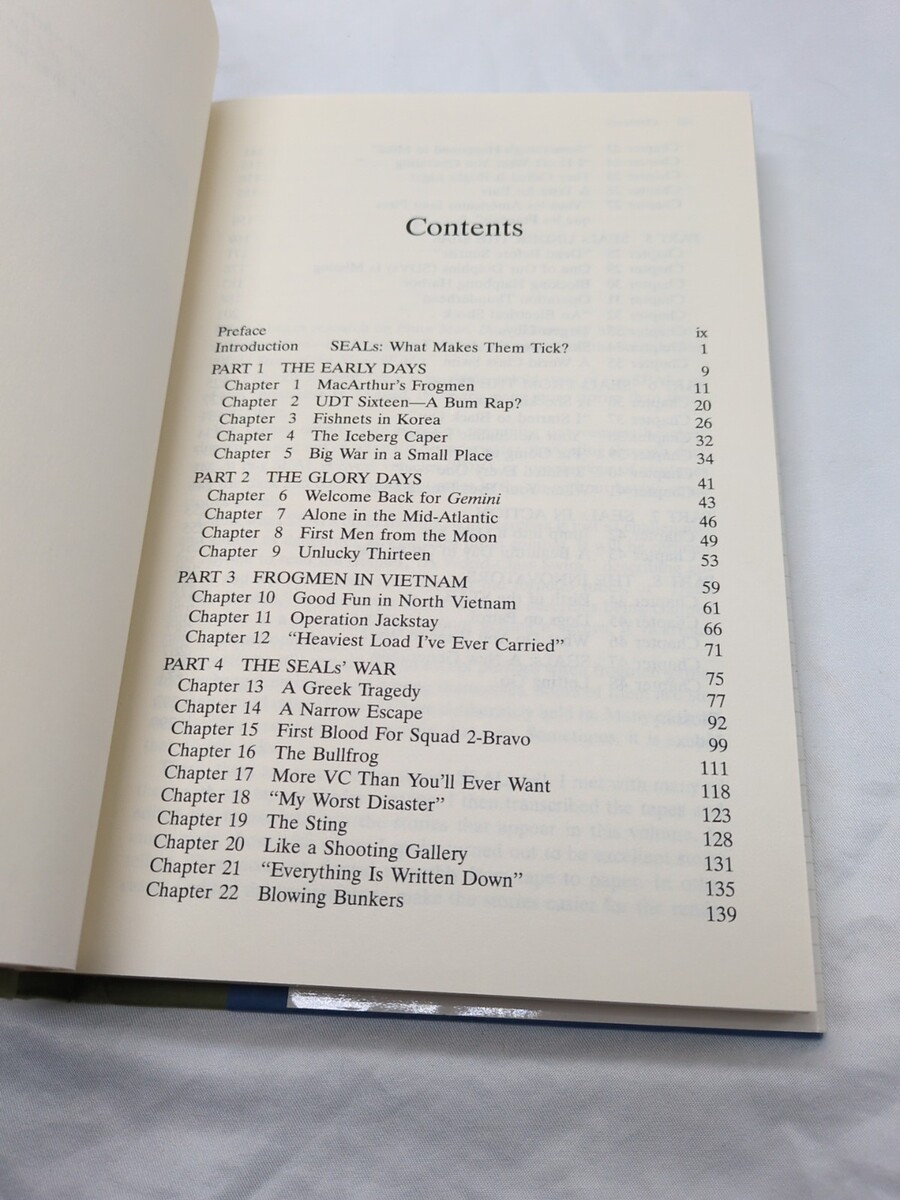 Contents
Preface ix
Introduction SEALs: What Makes Them Tick? 1
PART 1 THE EARLY DAYS 9
Chapter 1 MacArthur's Frogmen 11
Chapter 2 UDT Sixteen—A Bum Rap? 20
Chapter 3 Fishnets in Korea 26
Chapter 4 The Iceberg Caper 32
Chapter 5 Big War in a Small Place 34
PART 2 THE GLORY DAYS 41
Chapter 6 Welcome Back for Gemini 43
Chapter 7 Alone in the Mid-Atlantic 46
Chapter 8 First Men from the Moon 49
Chapter 9 Unlucky Thirteen 53
PART 3 FROGMEN IN VIETNAM 59
Chapter 10 Good Fun in North Vietnam 61
Chapter 11 Operation Jackstay 66
Chapter 12 "Heaviest Load I've Ever Carried" 71
PART 4 THE SEALs' WAR 75
Chapter 13 A Greek Tragedy 77
Chapter 14 A Narrow Escape 92
Chapter 15 First Blood For Squad 2-Bravo 99
Chapter 16 The Bullfrog 111
Chapter 17 More VC Than You'll Ever Want 118
Chapter 18 "My Worst Disaster" 123
Chapter 19 The Sting 128
Chapter 20 Like a Shooting Gallery 131
Chapter 21 "Everything Is Written Down" 135
Chapter 22 Blowing Bunkers 139